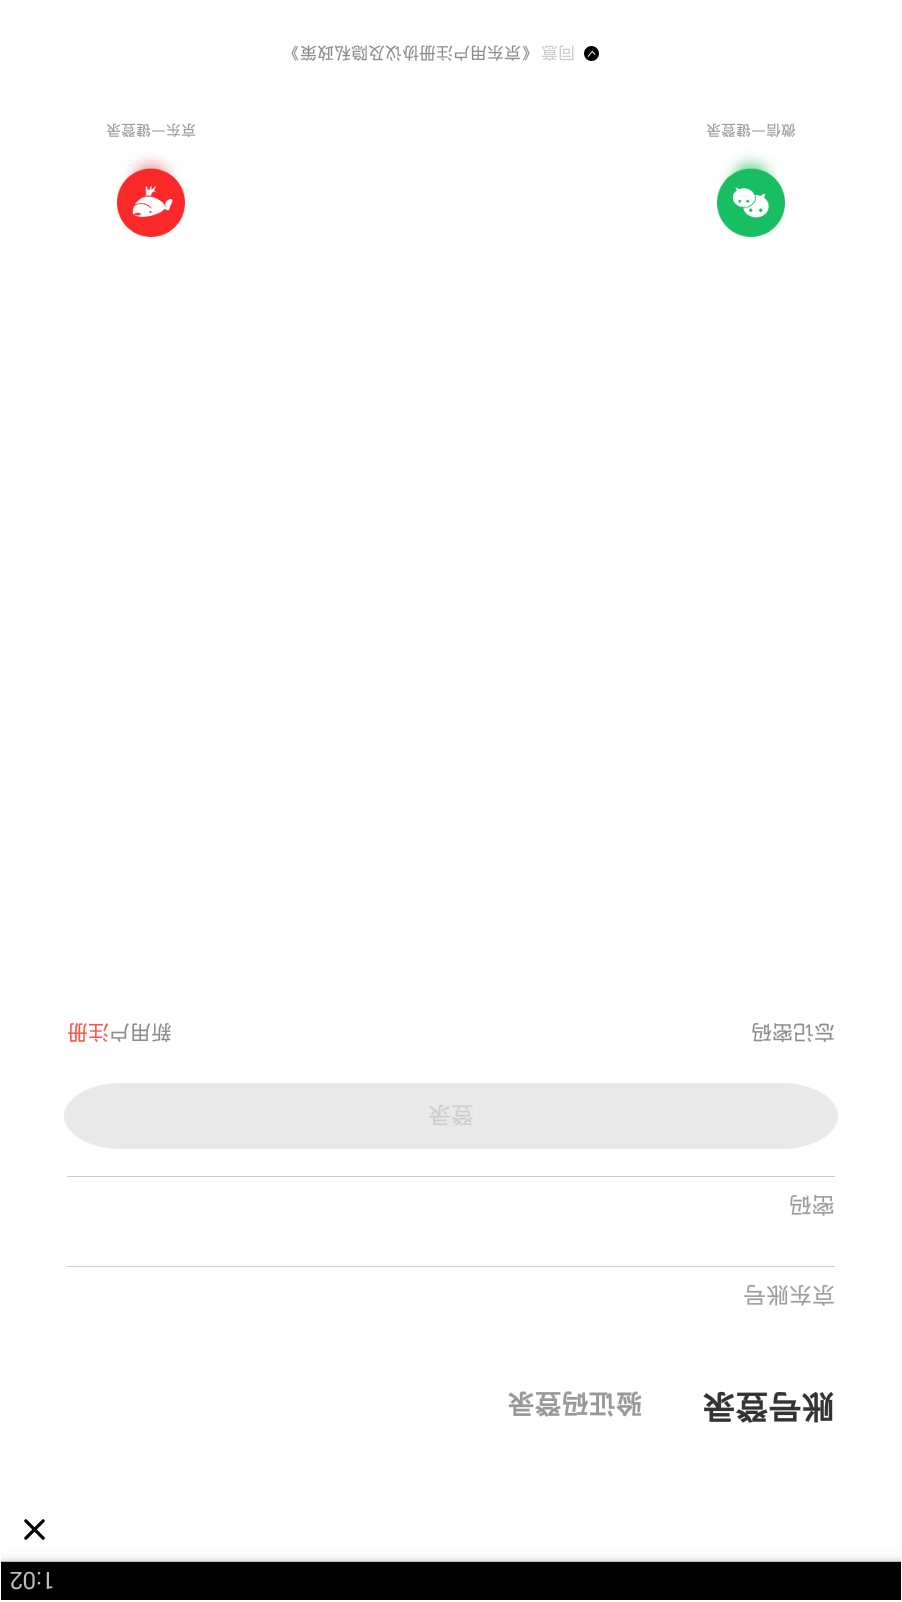 1:02
账号登录
验证码登录
京东账号
密码
登录
忘记密码
新用户注册
微信一键登录
京东一键登录
同意《京东用户注册协议及隐私政策》